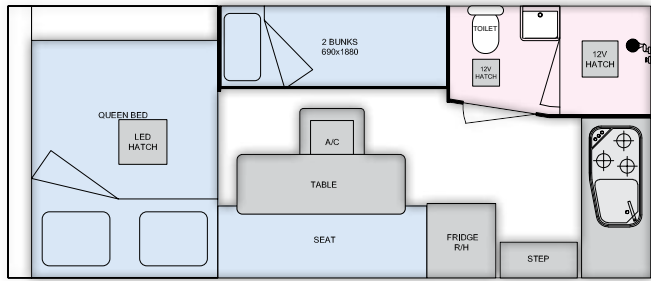 2 BUNKS
690x1880
TOILET
12V
HATCH
12V
HATCH
QUEEN BED
LED
HATCH
A/C
TABLE
SEAT
FRIDGE
R/H
STEP